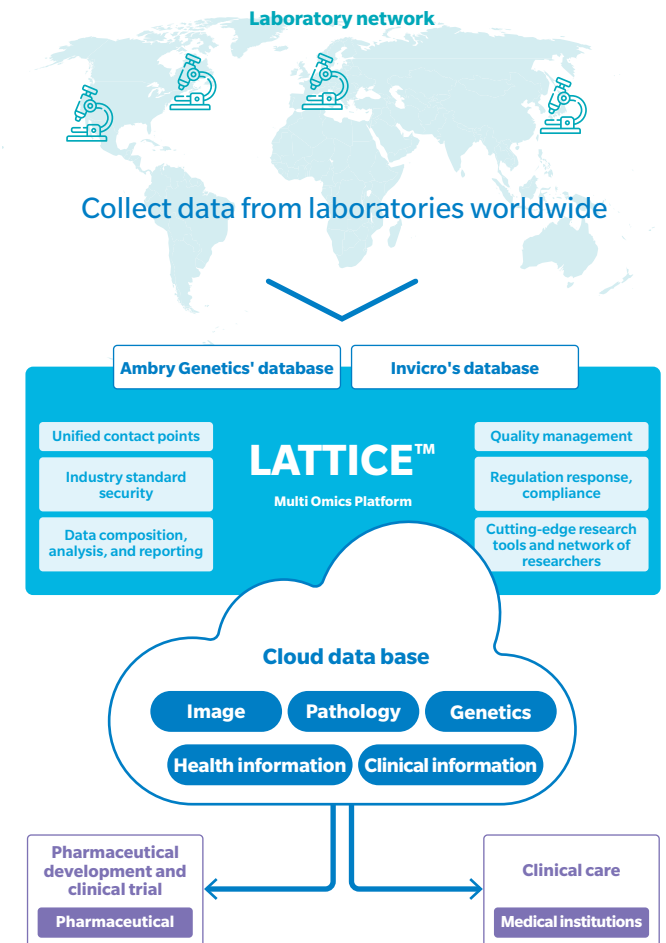 Laboratory network
Collect data from laboratories worldwide
Ambry Genetics' database
Invicro's database
Unified contact points
Industry standard
security
Data composition,
analysis, and reporting
LATTICE™
Multi Omics Platform
Quality management
Regulation response,
compliance
Cutting-edge research
tools and network of
researchers
Cloud data base
Image
Pathology
Genetics
Health information
Clinical information
Pharmaceutical
development and
clinical trial
Pharmaceutical
Clinical care
Medical institutions